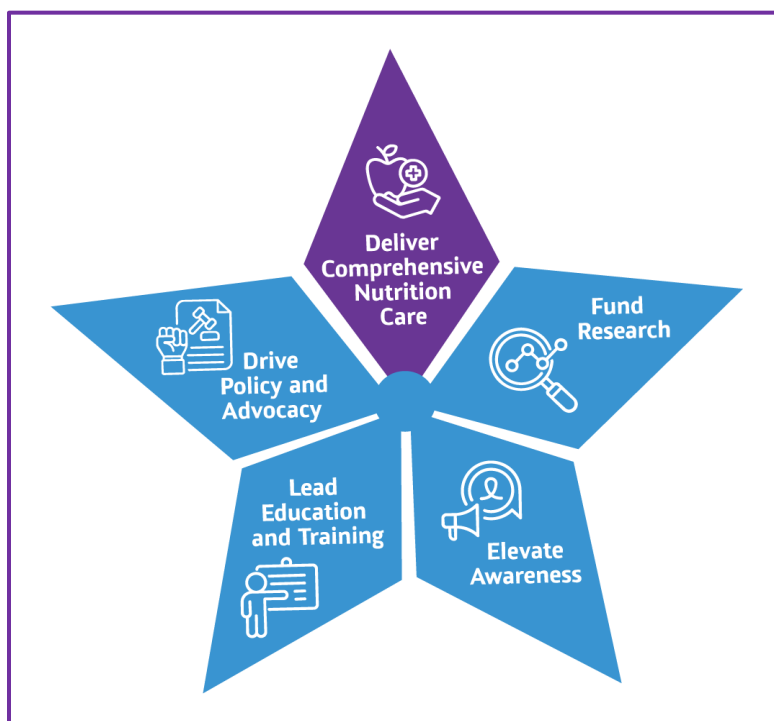 Deliver
Comprehensive
Nutrition
Care
Fund
Research
Elevate
Awareness
Lead
Education
and Training
Drive
Policy and
Advocacy